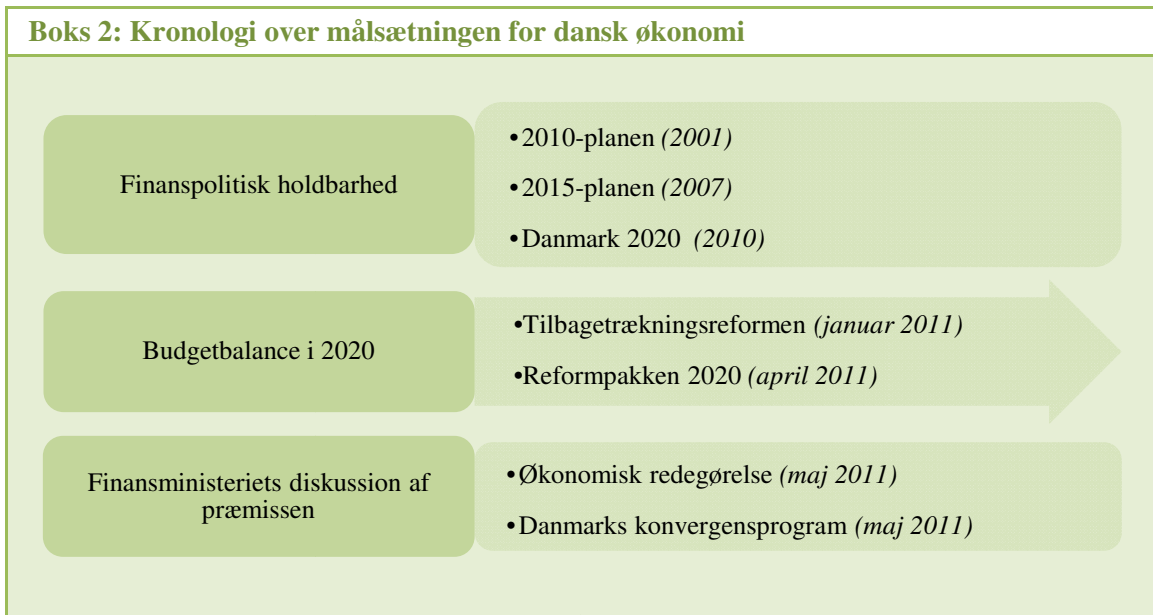 Boks 2: Kronologi over målsætningen for dansk økonomi
Finanspolitisk holdbarhed
•2010-planen (2001)
•2015-planen (2007)
•Danmark 2020 (2010)
Budgetbalance i 2020
•Tilbagetrækningsreformen (januar 2011)
•Reformpakken 2020 (april 2011)
Finansministeriets diskussion af
præmissen
•Økonomisk redegørelse (maj 2011)
•Danmarks konvergensprogram (maj 2011)